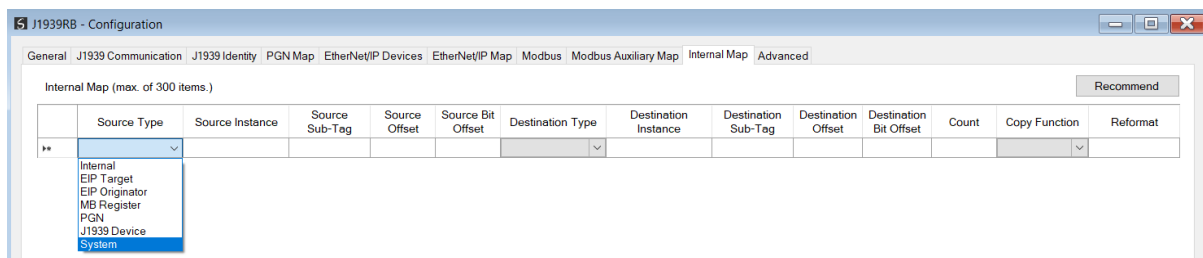 J1939RB - Configuration
General J1939 Communication J1939 Identity PGN Map EtherNet/IP Devices EtherNet/IP Map Modbus Modbus Auxiliary Map Internal Map Advanced
Internal Map (max. of 300 items.) Recommend
Source Type Source Instance Source Sub-Tag Source Offset Source Bit Offset Destination Type Destination Instance Destination Sub-Tag Destination Offset Destination Bit Offset Count Copy Function Reformat
Internal
EIP Target
EIP Originator
MB Register
PGN
J1939 Device
System